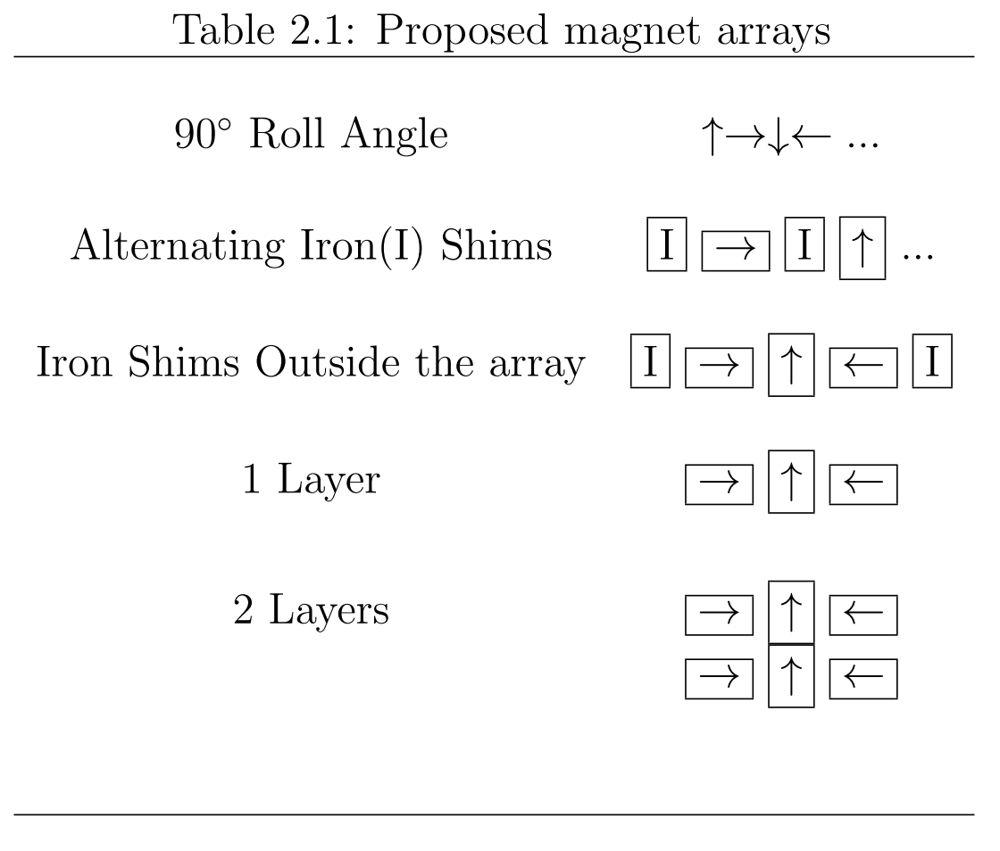 Table 2.1: Proposed magnet arrays
90° Roll Angle ↑→↓← ...
Alternating Iron(I) Shims I → I ↑ ...
Iron Shims Outside the array I → ↑ ← I
1 Layer → ↑ ←
2 Layers → ↑ ←
→ ↑ ←